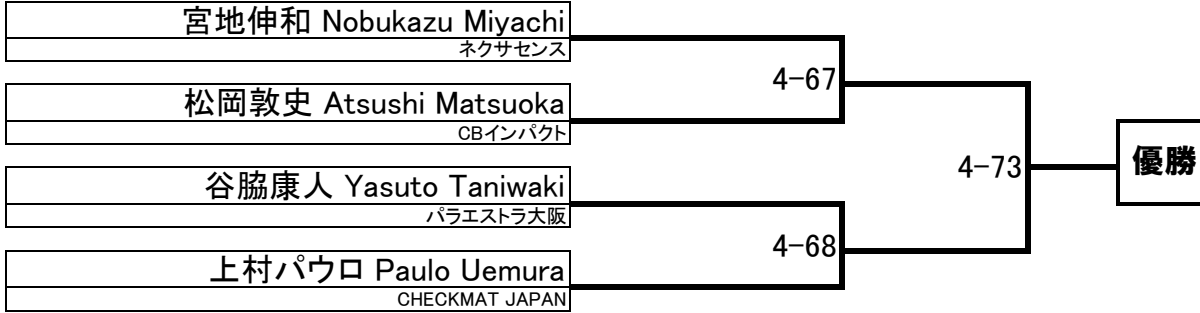 宮地伸和 Nobukazu Miyachi
ネクサセンス
4-67
松岡敦史 Atsushi Matsuoka
CBインパクト
4-73
優勝
谷脇康人 Yasuto Taniwaki
パラエストラ大阪
4-68
上村パウロ Paulo Uemura
CHECKMAT JAPAN